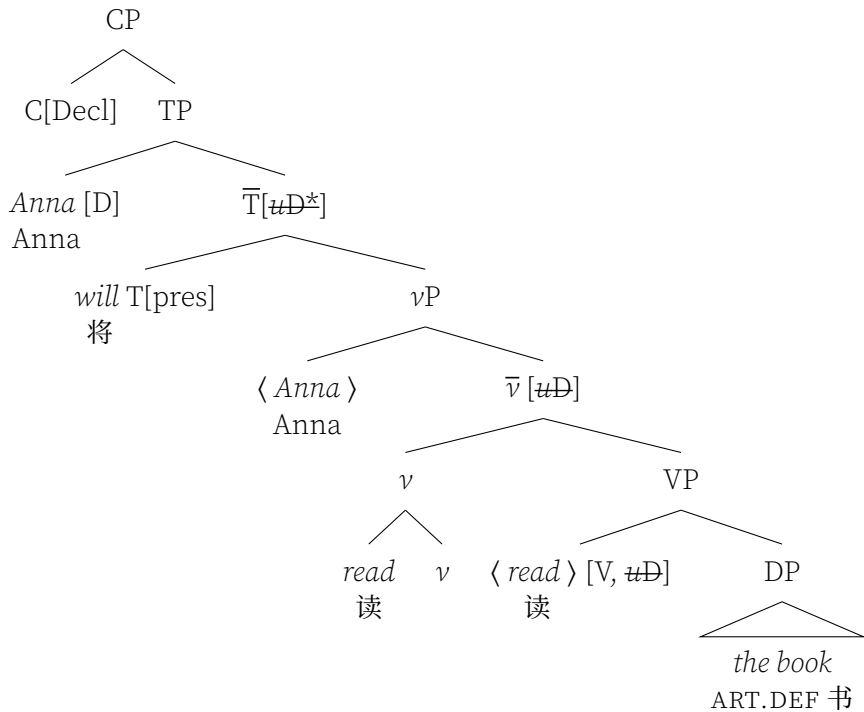 CP
C[Decl] TP
Anna [D] T̅[uD*]
Anna
will T[pres] vP
将
⟨ Anna ⟩ v̅ [uD]
Anna
v VP
read v ⟨ read ⟩ [V, uD] DP
读 读
the book
ART.DEF 书